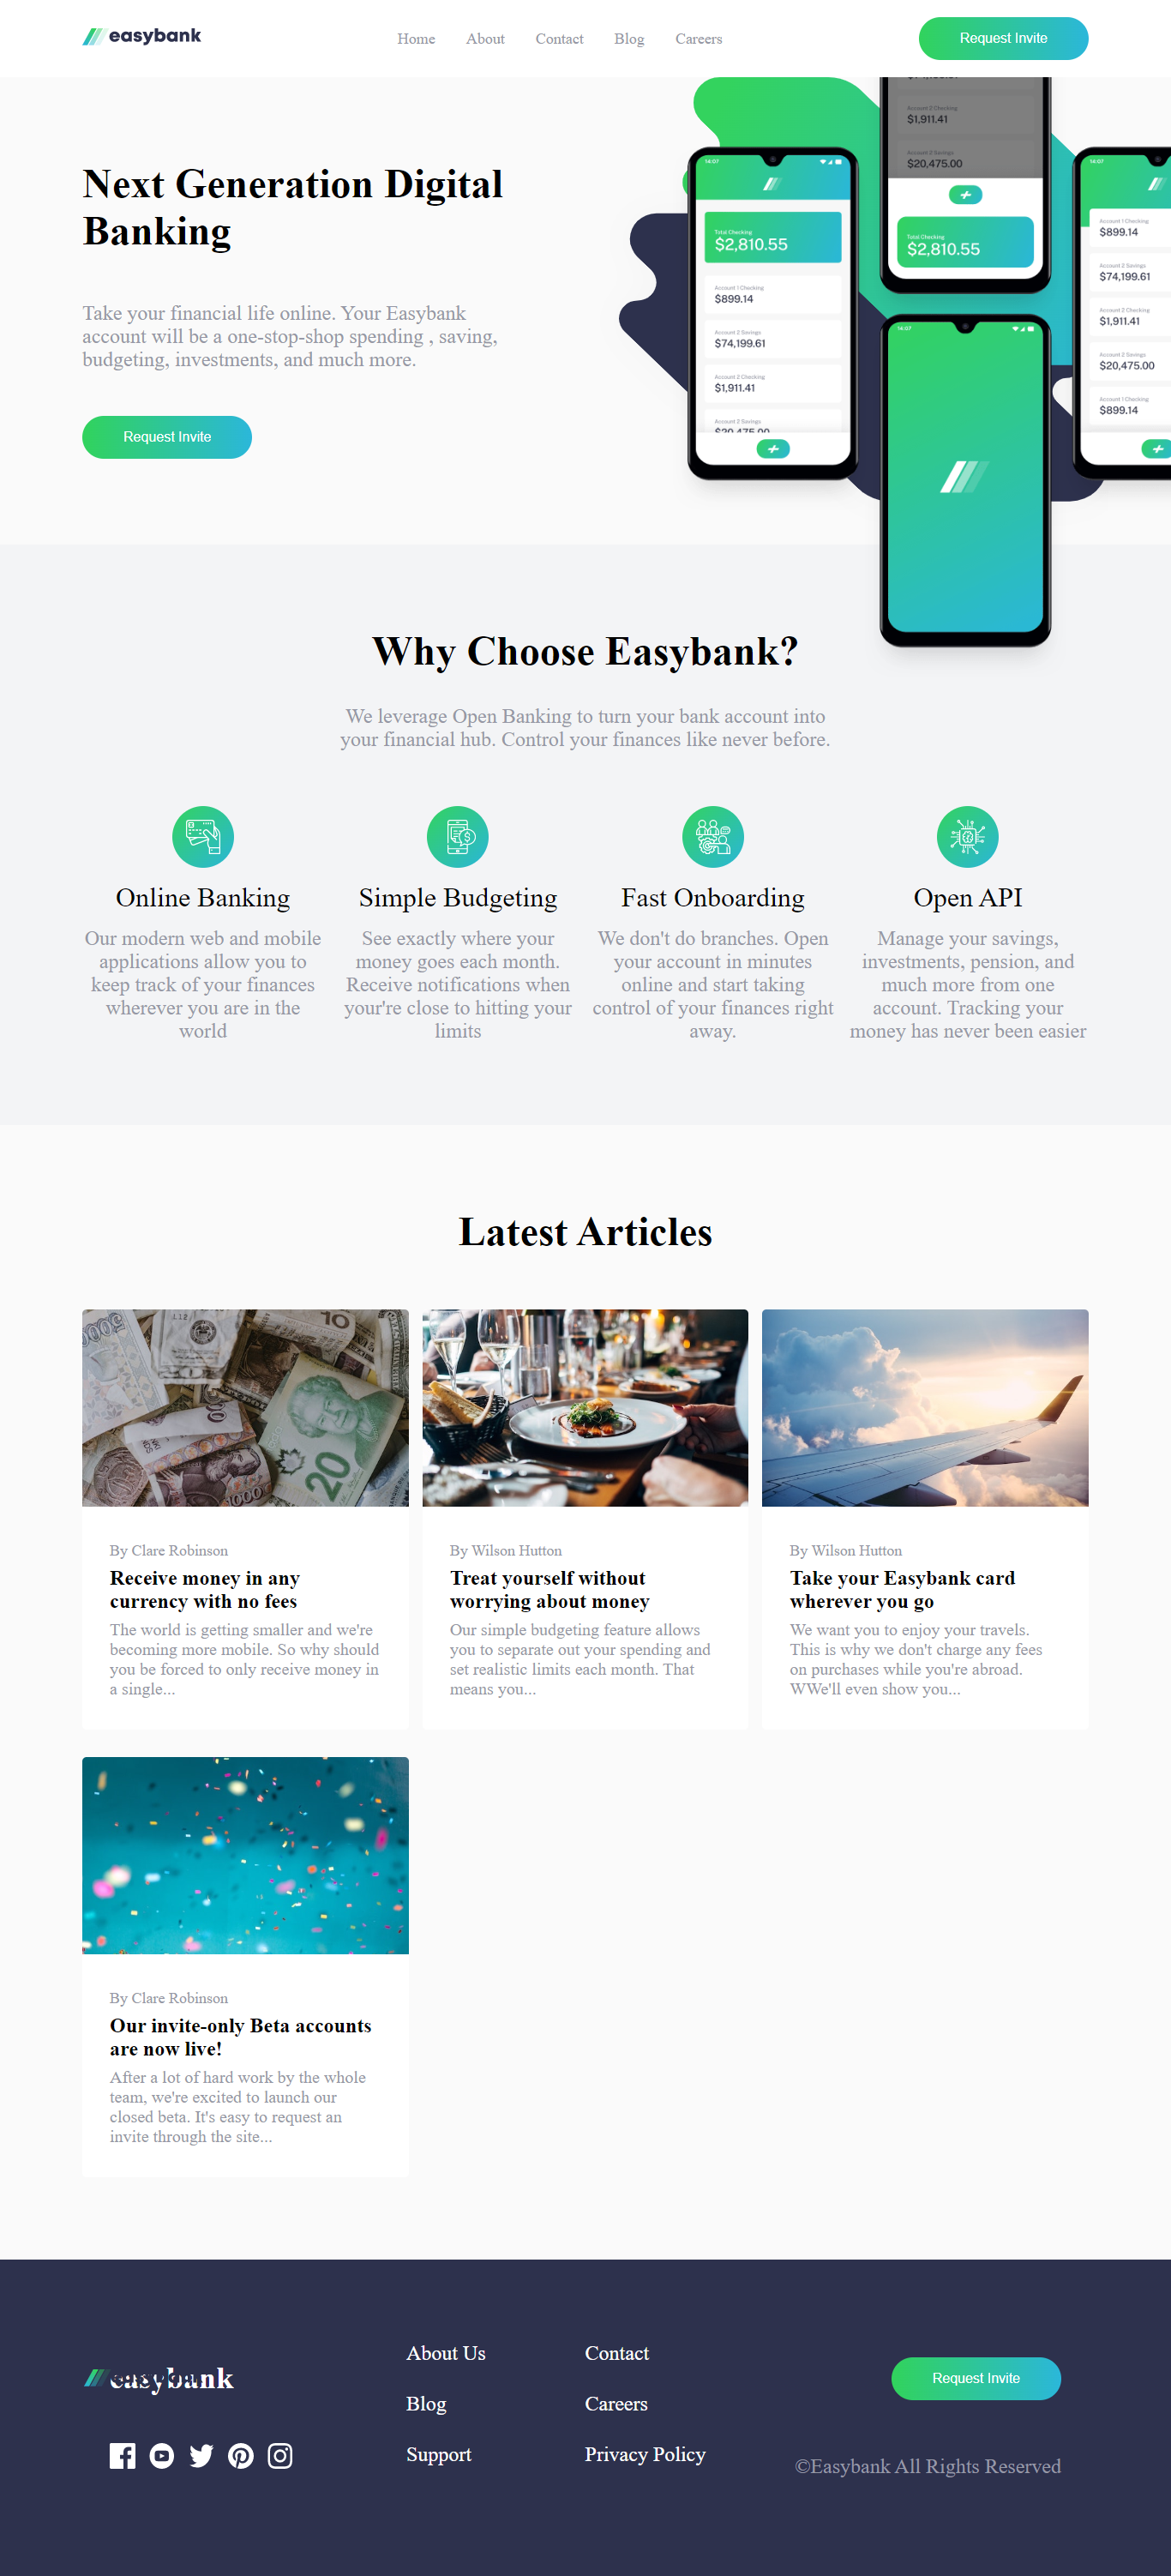 easybank
Home
About
Contact
Blog
Careers
Request Invite
Next Generation Digital
Banking
Take your financial life online. Your Easybank
account will be a one-stop-shop spending , saving,
budgeting, investments, and much more.
Request Invite
Account 2 Checking
$1,911.41
Account 2 Savings
$20,475.00
Total Checking
$2,810.55
14:07
Total Checking
$2,810.55
Account 1 Checking
$899.14
Account 2 Savings
$74,199.61
Account 2 Checking
$1,911.41
Account 2 Savings
$20,475.00
14:07
14:07
Account 1 Checking
$899.14
Account 2 Savings
$74,199.61
Account 2 Checking
$1,911.41
Account 2 Savings
$20,475.00
Account 1 Checking
$899.14
Why Choose Easybank?
We leverage Open Banking to turn your bank account into
your financial hub. Control your finances like never before.
Online Banking
Our modern web and mobile
applications allow you to
keep track of your finances
wherever you are in the
world
Simple Budgeting
See exactly where your
money goes each month.
Receive notifications when
your're close to hitting your
limits
Fast Onboarding
We don't do branches. Open
your account in minutes
online and start taking
control of your finances right
away.
Open API
Manage your savings,
investments, pension, and
much more from one
account. Tracking your
money has never been easier
Latest Articles
By Clare Robinson
Receive money in any
currency with no fees
The world is getting smaller and we're
becoming more mobile. So why should
you be forced to only receive money in
a single...
By Wilson Hutton
Treat yourself without
worrying about money
Our simple budgeting feature allows
you to separate out your spending and
set realistic limits each month. That
means you...
By Wilson Hutton
Take your Easybank card
wherever you go
We want you to enjoy your travels.
This is why we don't charge any fees
on purchases while you're abroad.
WWe'll even show you...
By Clare Robinson
Our invite-only Beta accounts
are now live!
After a lot of hard work by the whole
team, we're excited to launch our
closed beta. It's easy to request an
invite through the site...
easybank
About Us
Blog
Support
Contact
Careers
Privacy Policy
Request Invite
©Easybank All Rights Reserved